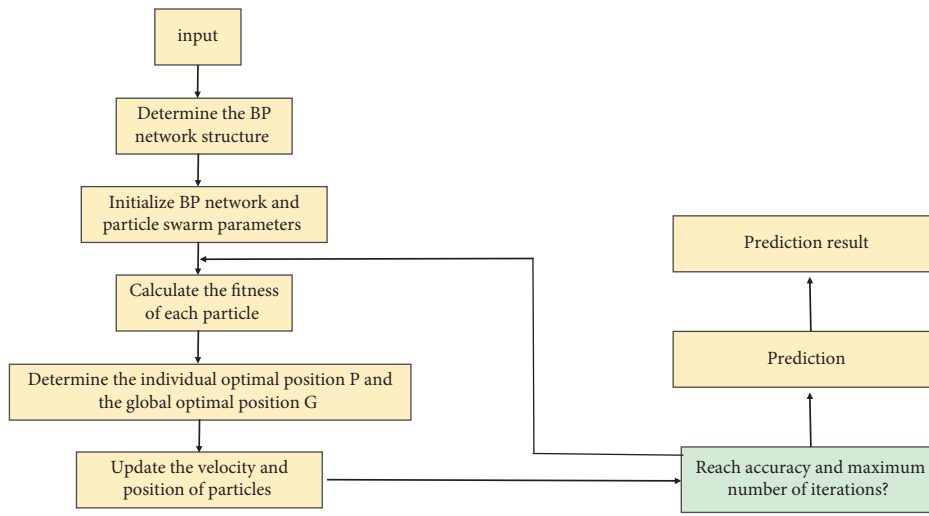 input
Determine the BP
network structure
Initialize BP network and
particle swarm parameters
Calculate the fitness
of each particle
Determine the individual optimal position P and
the global optimal position G
Update the velocity and
position of particles
Prediction result
Prediction
Reach accuracy and maximum
number of iterations?